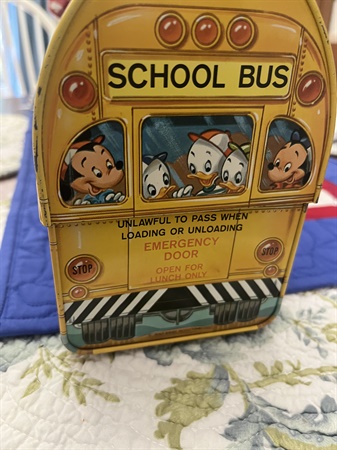 SCHOOL BUS
UNLAWFUL TO PASS WHEN
LOADING OR UNLOADING
EMERGENCY
DOOR
STOP
STOP
OPEN FOR
LUNCH ONLY